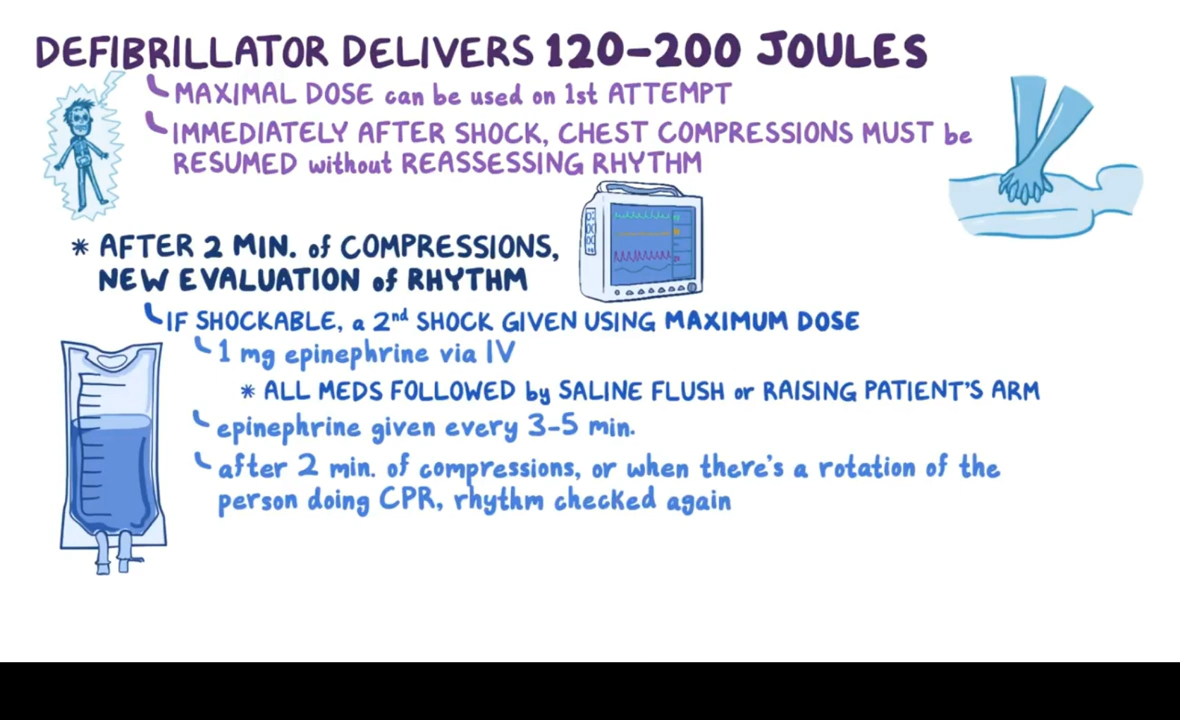 DEFIBRILLATOR DELIVERS 120-200 JOULES
MAXIMAL DOSE can be used on 1st ATTEMPT
IMMEDIATELY AFTER SHOCK, CHEST COMPRESSIONS MUST be
RESUMED without REASSESSING RHYTHM
* AFTER 2 MIN. of COMPRESSIONS,
NEW EVALUATION of RHYTHM
IF SHOCKABLE, a 2nd SHOCK GIVEN USING MAXIMUM DOSE
1 mg epinephrine via IV
* ALL MEDS FOLLOWED by SALINE FLUSH or RAISING PATIENT'S ARM
epinephrine given every 3-5 min.
after 2 min. of compressions, or when there's a rotation of the
person doing CPR, rhythm checked again